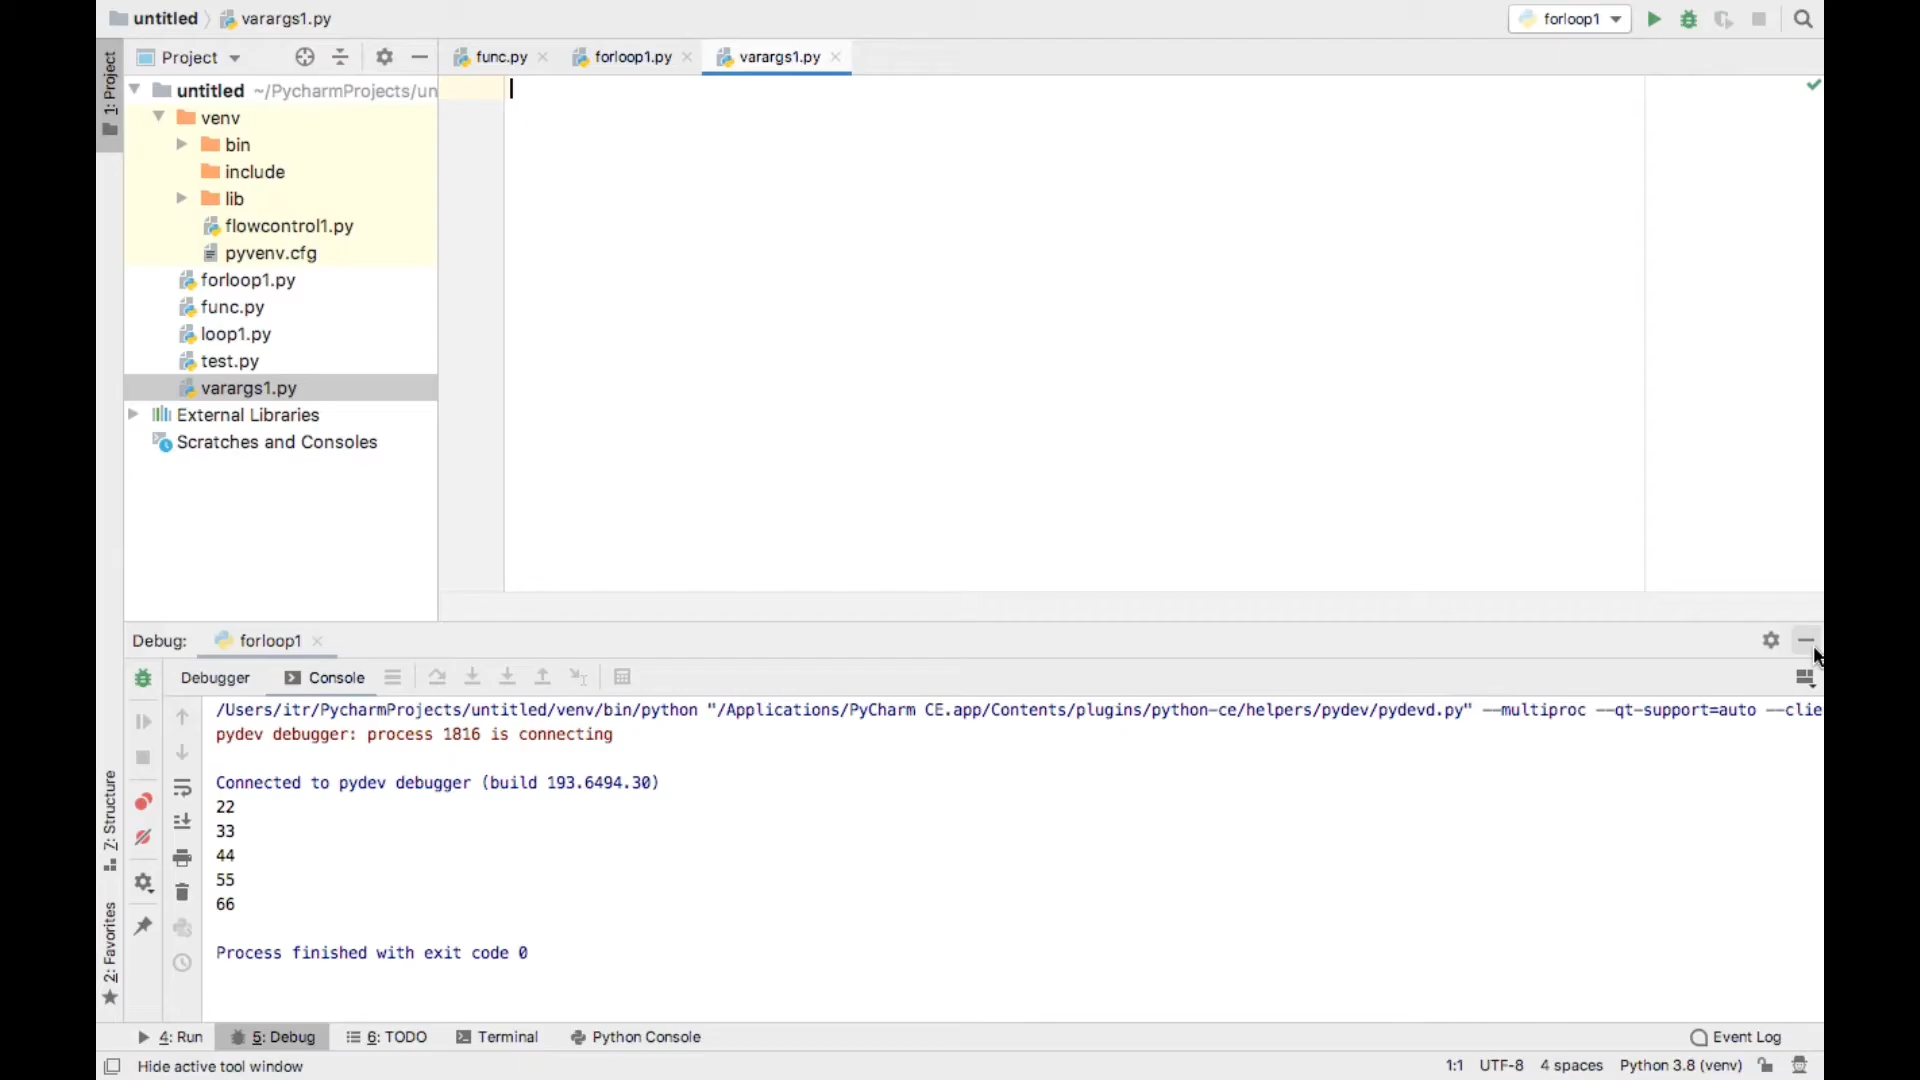 untitled varargs1.py
forloop1
1: Project
Project
func.py
forloop1.py
varargs1.py
untitled ~/PycharmProjects/un
venv
bin
include
lib
flowcontrol1.py
pyvenv.cfg
forloop1.py
func.py
loop1.py
test.py
varargs1.py
External Libraries
Scratches and Consoles
Debug: forloop1
Debugger Console
/Users/itr/PycharmProjects/untitled/venv/bin/python "/Applications/PyCharm CE.app/Contents/plugins/python-ce/helpers/pydev/pydevd.py" --multiproc --qt-support=auto --clie
pydev debugger: process 1816 is connecting
Connected to pydev debugger (build 193.6494.30)
22
33
44
55
66
Process finished with exit code 0
Z: Structure
2: Favorites
4: Run 5: Debug 6: TODO Terminal Python Console Event Log
Hide active tool window 1:1 UTF-8 4 spaces Python 3.8 (venv)